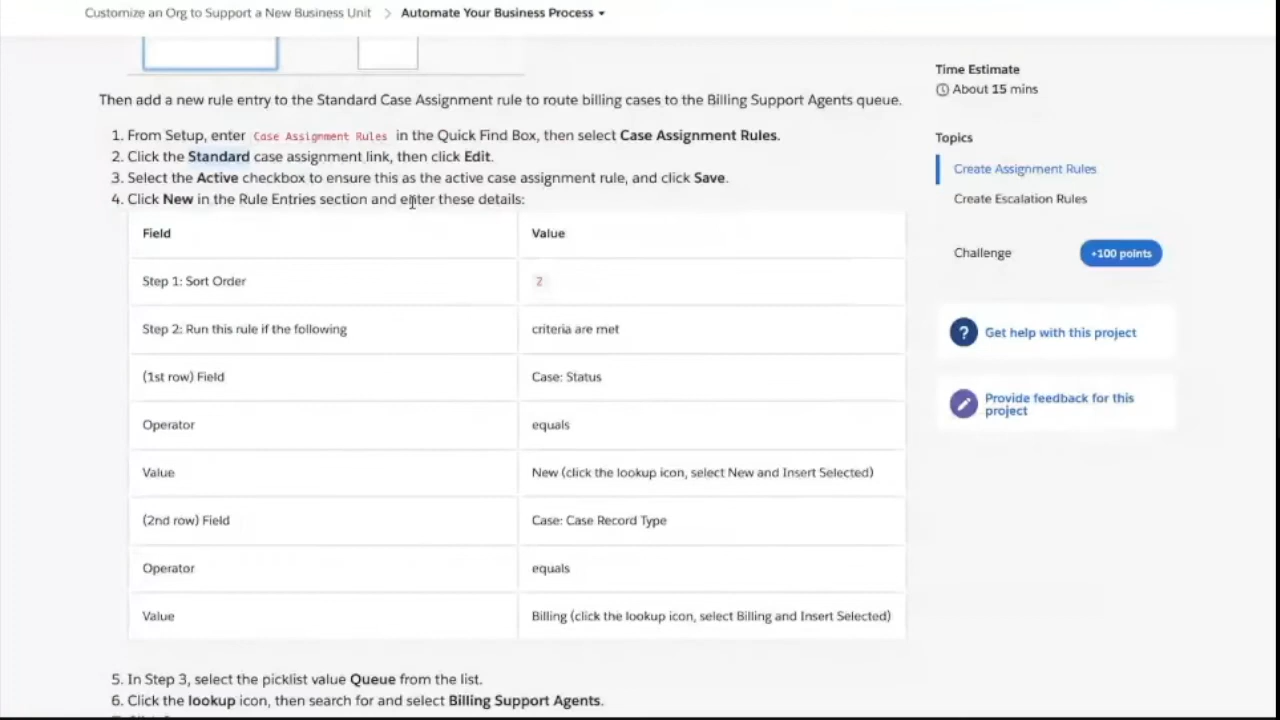 Customize an Org to Support a New Business Unit > Automate Your Business Process
Then add a new rule entry to the Standard Case Assignment rule to route billing cases to the Billing Support Agents queue.
1. From Setup, enter Case Assignment Rules in the Quick Find Box, then select Case Assignment Rules.
2. Click the Standard case assignment link, then click Edit.
3. Select the Active checkbox to ensure this as the active case assignment rule, and click Save.
4. Click New in the Rule Entries section and enter these details:
Field Value
Step 1: Sort Order 2
Step 2: Run this rule if the following criteria are met
(1st row) Field Case: Status
Operator equals
Value New (click the lookup icon, select New and Insert Selected)
(2nd row) Field Case: Case Record Type
Operator equals
Value Billing (click the lookup icon, select Billing and Insert Selected)
5. In Step 3, select the picklist value Queue from the list.
6. Click the lookup icon, then search for and select Billing Support Agents.
Time Estimate
About 15 mins
Topics
Create Assignment Rules
Create Escalation Rules
Challenge +100 points
? Get help with this project
Provide feedback for this
project